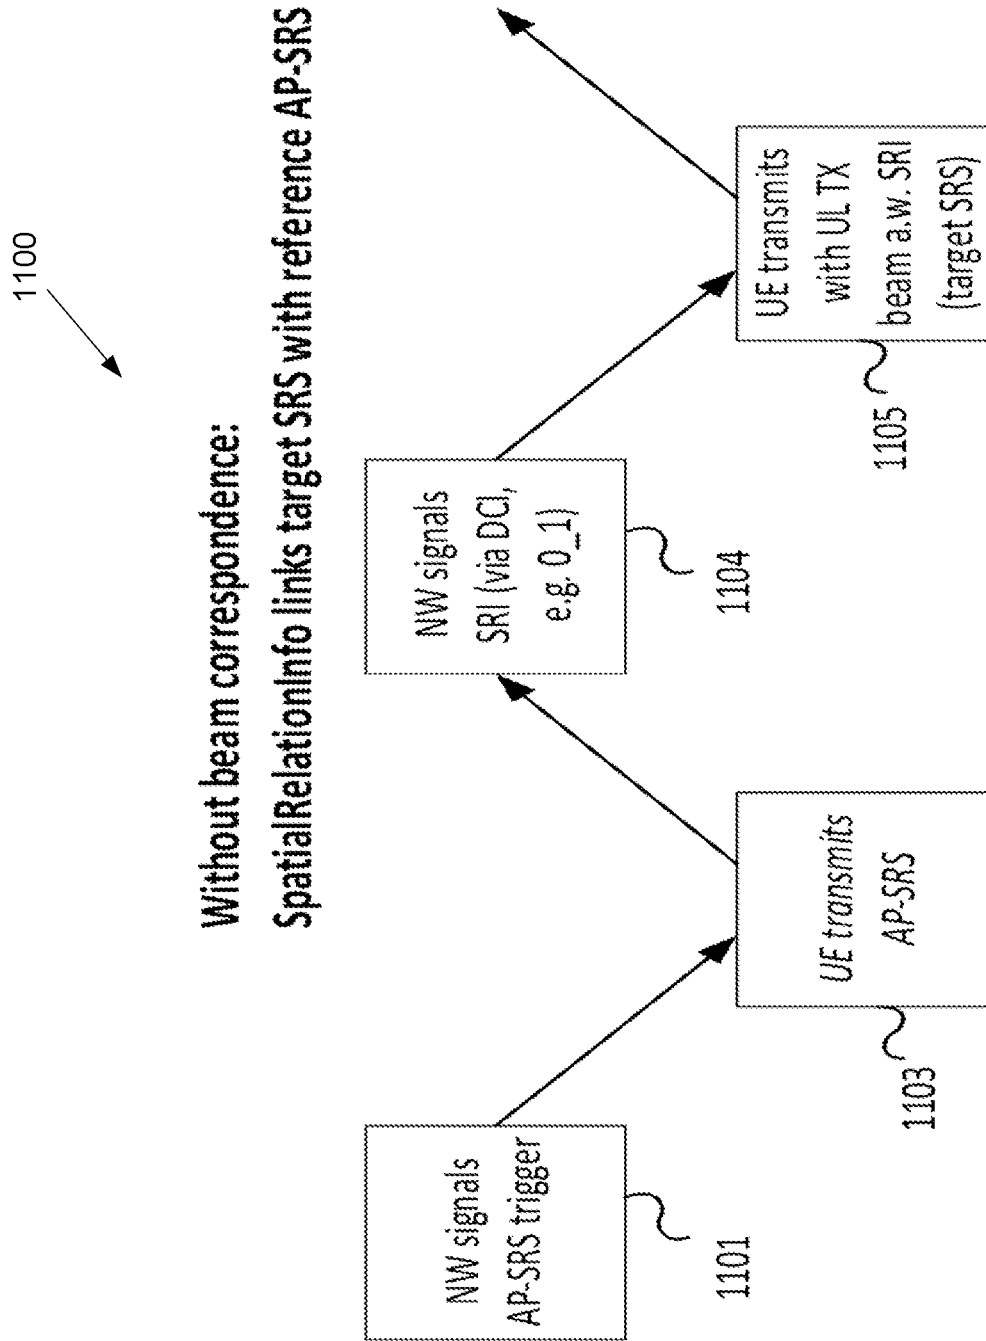 1100
Without beam correspondence:
SpatialRelationInfo links target SRS with reference AP-SRS
NW signals
AP-SRS trigger
1101
UE transmits
AP-SRS
1103
NW signals
SRI (via DCI,
e.g. 0_1)
1104
UE transmits
with UL TX
beam a.w. SRI
(target SRS)
1105